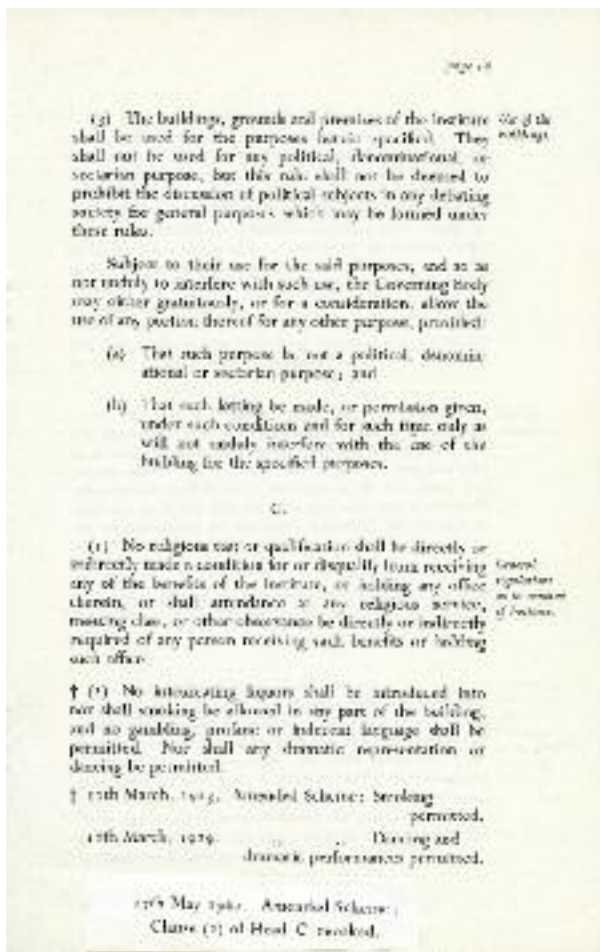 (3) The buildings, grounds and premises of the Institute
Use of the
buildings.
shall be used for the purposes herein specified. They
shall not be used for any political, denominational, or
sectarian purpose, but this rule shall not be deemed to
prohibit the discussion of political subjects in any debating
society for general purposes which may be formed under
these rules.
Subject to their use for the said purposes, and so as
not unduly to interfere with such use, the Governing Body
may either gratuitously, or for a consideration, allow the
use of any portion thereof for any other purpose, provided:
(a) That such purpose be not a political, denomin-
ational or sectarian purpose; and
(b) That such letting be made, or permission given,
under such conditions and for such time only as
will not unduly interfere with the use of the
building for the specified purposes.
C.
(1) No religious test or qualification shall be directly or
indirectly made a condition for or disqualify from receiving
any of the benefits of the Institute, or holding any office
therein, or shall attendance at any religious service,
meeting class, or other observance be directly or indirectly
required of any person receiving such benefits or holding
such office.
General
regulations
as to conduct
of Institute.
† (2) No intoxicating liquors shall be introduced into
nor shall smoking be allowed in any part of the building,
and no gambling, profane or indecent language shall be
permitted. Nor shall any dramatic representation or
dancing be permitted.
† March, Amended Scheme: Smoking
permitted.
March, 1929. Dancing and
dramatic performances permitted.
May Amended Scheme:
Clause (2) of Head C revoked.